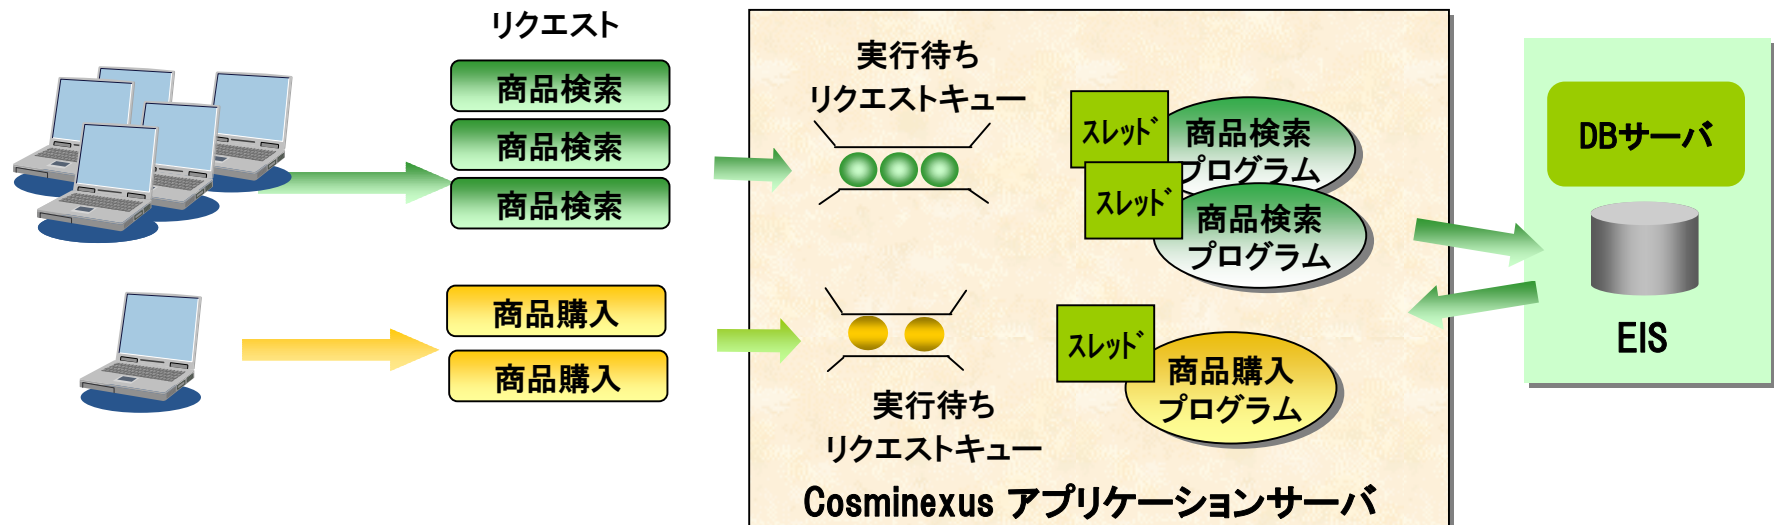 リクエスト
商品検索
商品検索
商品検索
商品購入
商品購入
実行待ち
リクエストキュー
スレッド
商品検索
プログラム
スレッド
商品検索
プログラム
スレッド
商品購入
プログラム
実行待ち
リクエストキュー
Cosminexus アプリケーションサーバ
DBサーバ
EIS